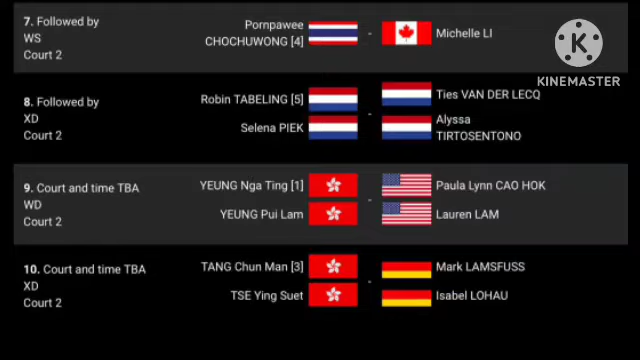 7. Followed by
WS
Court 2
Pornpawee
CHOCHUWONG [4]
-
Michelle LI
K
KINEMASTER
8. Followed by
XD
Court 2
Robin TABELING [5]
Selena PIEK
-
Ties VAN DER LECQ
Alyssa
TIRTOSENTONO
9. Court and time TBA
WD
Court 2
YEUNG Nga Ting [1]
YEUNG Pui Lam
-
Paula Lynn CAO HOK
Lauren LAM
10. Court and time TBA
XD
Court 2
TANG Chun Man [3]
TSE Ying Suet
-
Mark LAMSFUSS
Isabel LOHAU